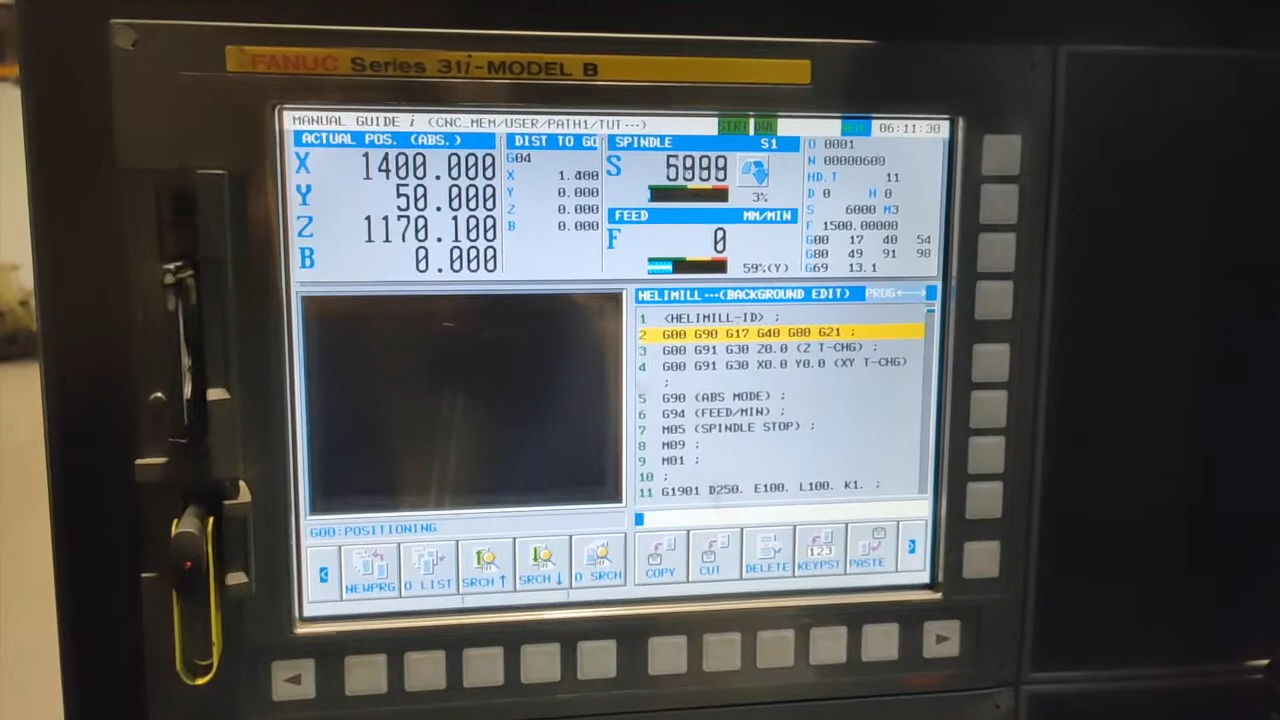 FANUC Series 31i-MODEL B
MANUAL GUIDE i (CNC_MEM/USER/PATH1/TUT···)
STRT DWL
06:11:30
ACTUAL POS. (ABS.)
X 1400.000
Y 50.000
Z 1170.100
B 0.000
DIST TO GO
G04
X 1.400
Y 0.000
Z 0.000
B 0.000
SPINDLE S1
S 5999
3%
FEED MM/MIN
F 0
59%(Y)
O 0001
N 00000600
HD.T 11
D 0 H 0
S 6000 M3
F 1500.00000
G00 17 40 54
G80 49 91 98
G69 13.1
HELIMILL···(BACKGROUND EDIT) PROG←→
1 <HELIMILL-ID> ;
2 G00 G90 G17 G40 G80 G21 ;
3 G00 G91 G30 Z0.0 (Z T-CHG) ;
4 G00 G91 G30 X0.0 Y0.0 (XY T-CHG)
;
5 G90 (ABS MODE) ;
6 G94 (FEED/MIN) ;
7 M05 (SPINDLE STOP) ;
8 M09 ;
9 M01 ;
10 ;
11 G1901 D250. E100. L100. K1. ;
G00:POSITIONING
< NEWPRG O LIST SRCH ↑ SRCH ↓ O SRCH COPY CUT DELETE 123 KEYPST PASTE >